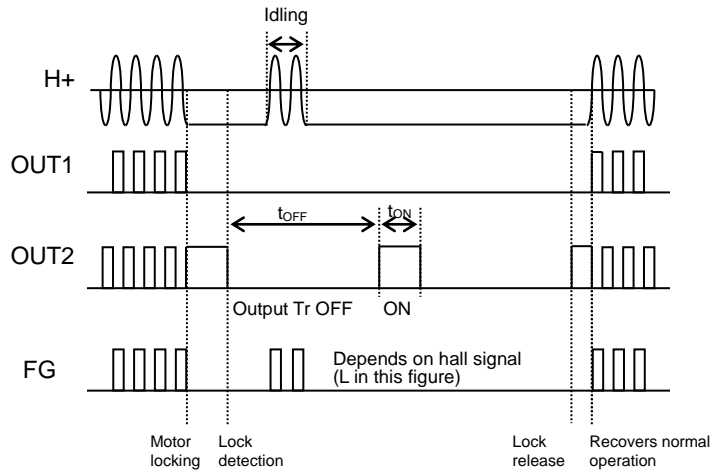 Idling
H+
OUT1
tOFF
tON
OUT2
Output Tr OFF
ON
FG
Depends on hall signal
(L in this figure)
Motor
locking
Lock
detection
Lock
release
Recovers normal
operation